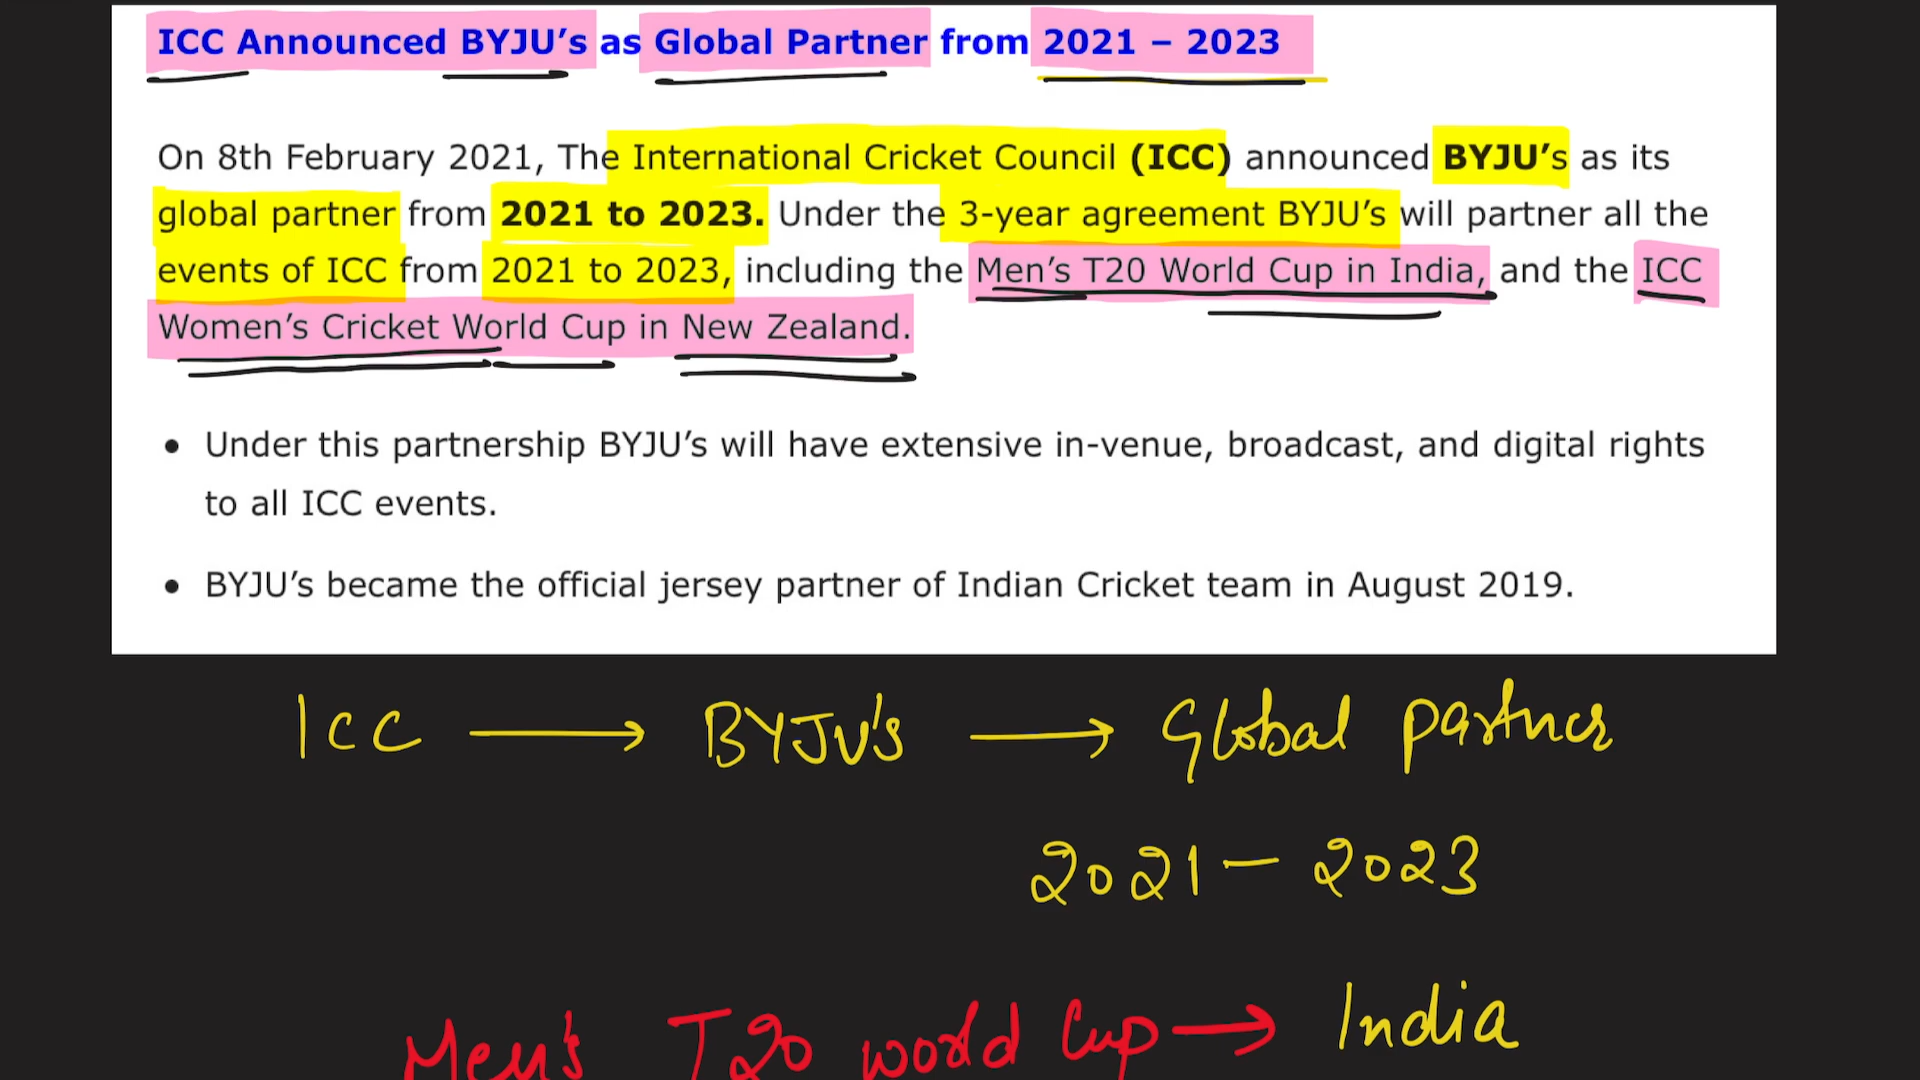 ICC Announced BYJU’s as Global Partner from 2021 – 2023
On 8th February 2021, The International Cricket Council (ICC) announced BYJU’s as its
global partner from 2021 to 2023. Under the 3-year agreement BYJU’s will partner all the
events of ICC from 2021 to 2023, including the Men’s T20 World Cup in India, and the ICC
Women’s Cricket World Cup in New Zealand.
• Under this partnership BYJU’s will have extensive in-venue, broadcast, and digital rights
to all ICC events.
• BYJU’s became the official jersey partner of Indian Cricket team in August 2019.
ICC → BYJU's → Global partner
2021 – 2023
Men's T20 world Cup → India